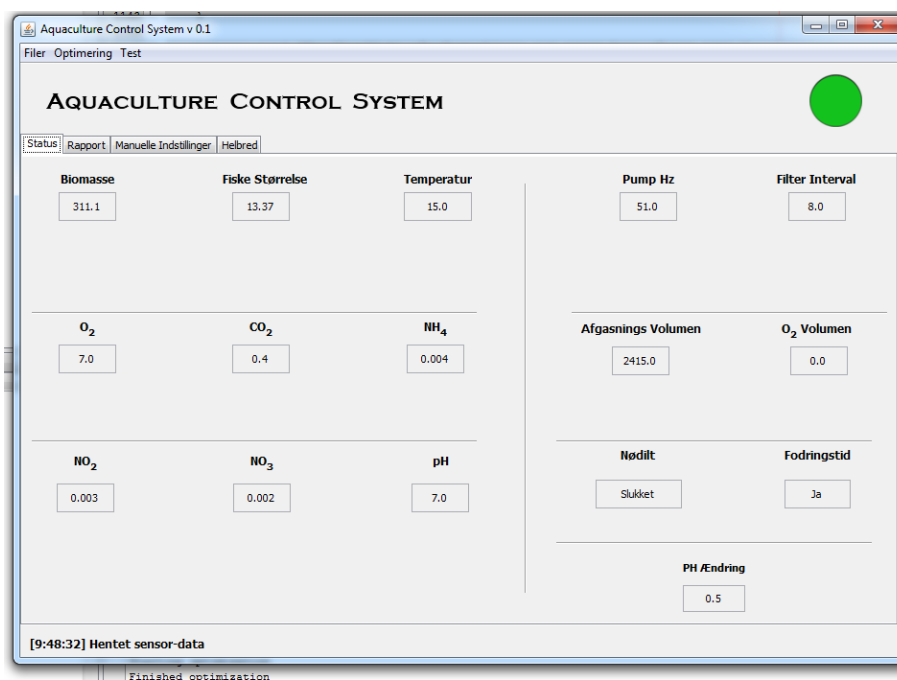 Aquaculture Control System v 0.1
Filer Optimering Test
AQUACULTURE CONTROL SYSTEM
Status Rapport Manuelle Indstillinger Helbred
Biomasse Fiske Størrelse Temperatur Pump Hz Filter Interval
311.1 13.37 15.0 51.0 8.0
O2 CO2 NH4 Afgasnings Volumen O2 Volumen
7.0 0.4 0.004 2415.0 0.0
NO2 NO3 pH Nødilt Fodringstid
0.003 0.002 7.0 Slukket Ja
PH Ændring
0.5
[9:48:32] Hentet sensor-data
Finished optimization